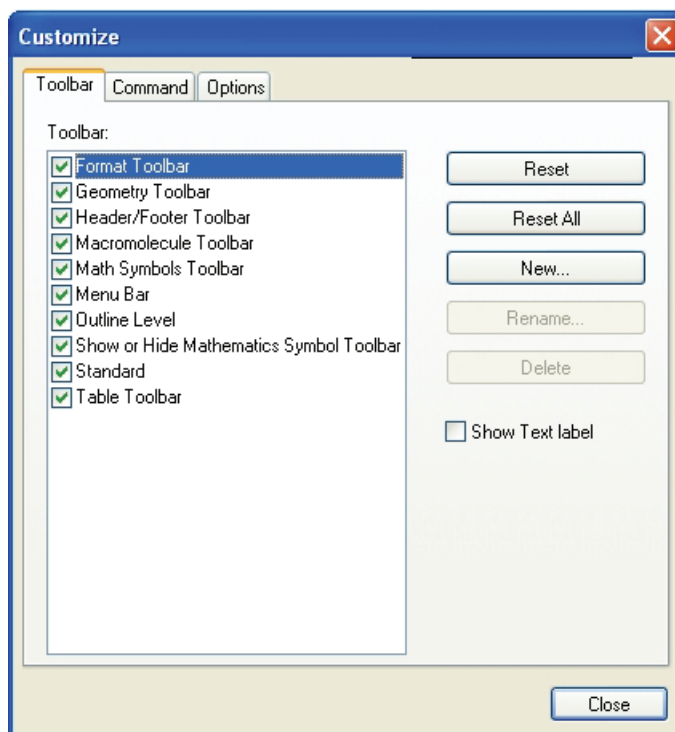 Customize
Toolbar Command Options
Toolbar:
Format Toolbar
Geometry Toolbar
Header/Footer Toolbar
Macromolecule Toolbar
Math Symbols Toolbar
Menu Bar
Outline Level
Show or Hide Mathematics Symbol Toolbar
Standard
Table Toolbar
Reset
Reset All
New...
Rename...
Delete
Show Text label
Close